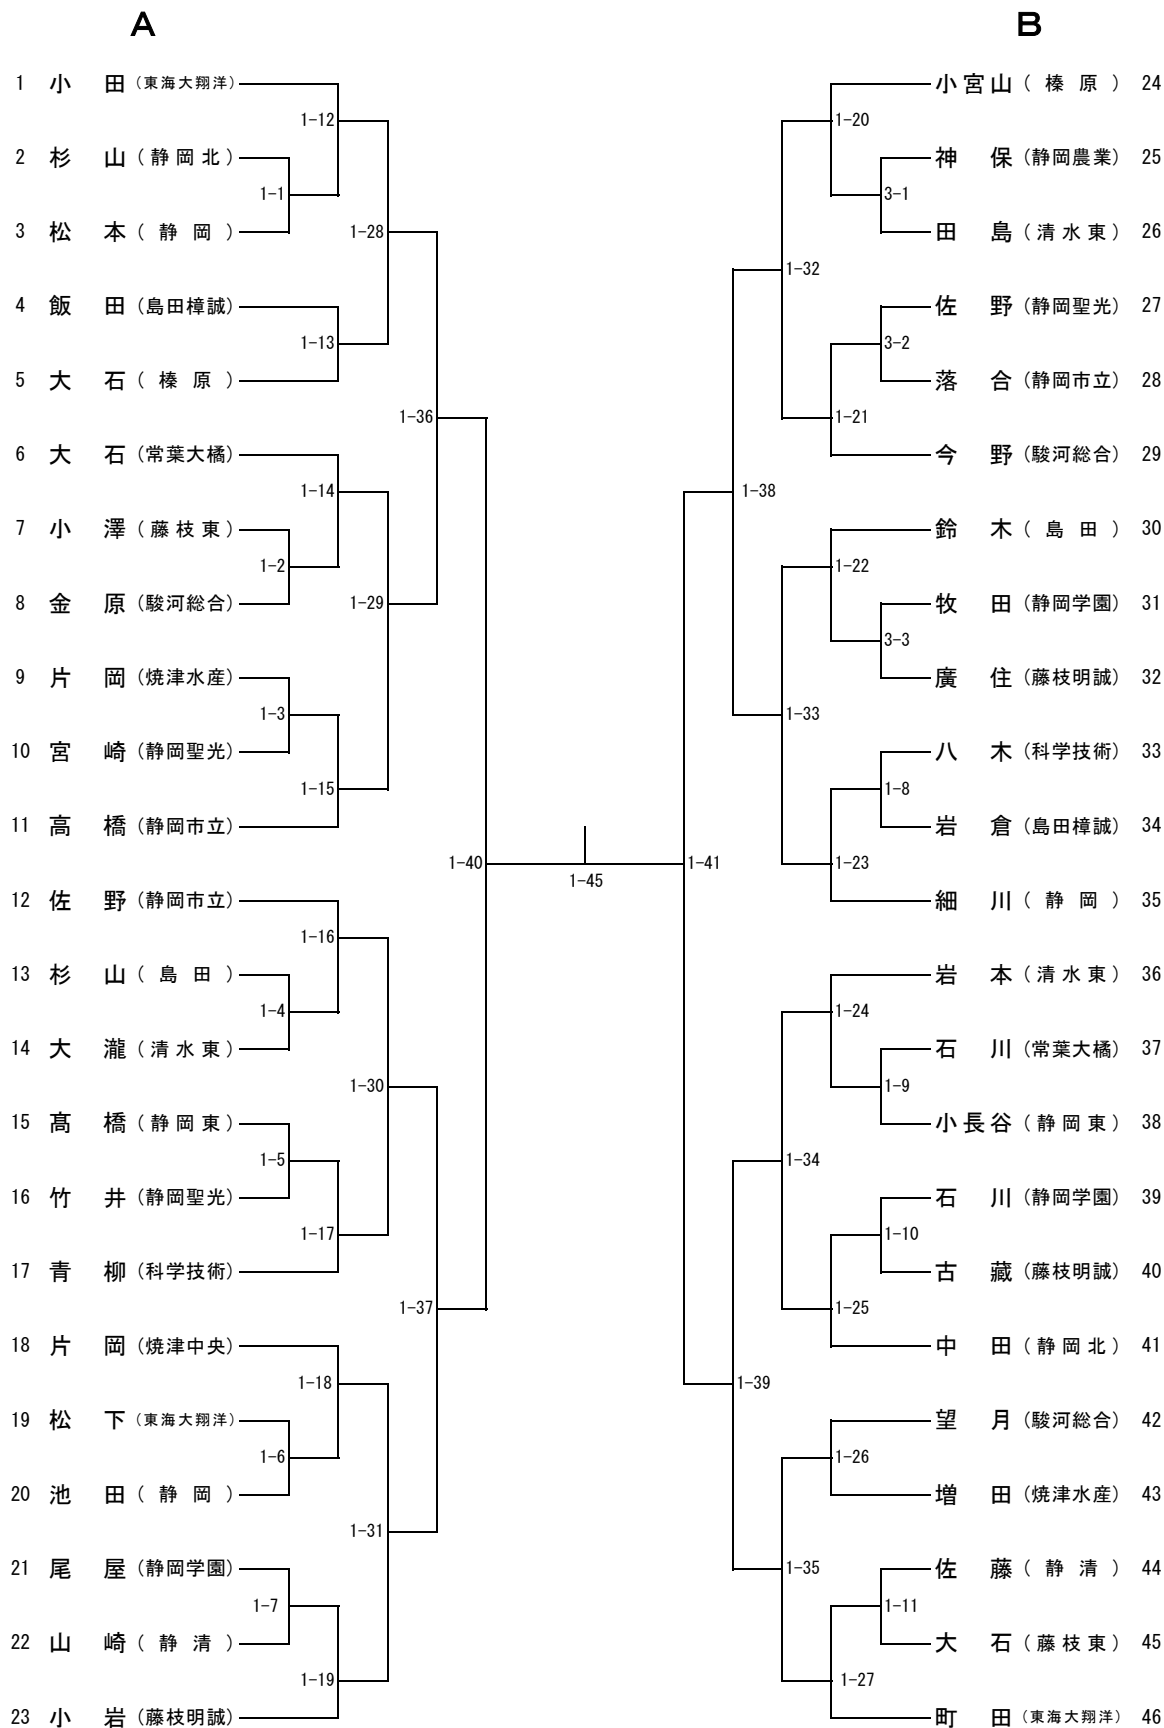 A B
1 小田 (東海大翔洋) 小宮山 (榛原) 24
1-12 1-20
2 杉山 (静岡北) 神保 (静岡農業) 25
1-1 3-1
3 松本 (静岡) 1-28 田島 (清水東) 26
1-32
4 飯田 (島田樟誠) 佐野 (静岡聖光) 27
1-13 3-2
5 大石 (榛原) 落合 (静岡市立) 28
1-36 1-21
6 大石 (常葉大橘) 今野 (駿河総合) 29
1-14 1-38
7 小澤 (藤枝東) 鈴木 (島田) 30
1-2 1-22
8 金原 (駿河総合) 1-29 牧田 (静岡学園) 31
3-3
9 片岡 (焼津水産) 廣住 (藤枝明誠) 32
1-3 1-33
10 宮崎 (静岡聖光) 八木 (科学技術) 33
1-15 1-8
11 高橋 (静岡市立) 岩倉 (島田樟誠) 34
1-40 1-41 1-23
1-45
12 佐野 (静岡市立) 細川 (静岡) 35
1-16
13 杉山 (島田) 岩本 (清水東) 36
1-4 1-24
14 大瀧 (清水東) 石川 (常葉大橘) 37
1-30 1-9
15 髙橋 (静岡東) 小長谷 (静岡東) 38
1-5 1-34
16 竹井 (静岡聖光) 石川 (静岡学園) 39
1-17 1-10
17 青柳 (科学技術) 古藏 (藤枝明誠) 40
1-37 1-25
18 片岡 (焼津中央) 中田 (静岡北) 41
1-18 1-39
19 松下 (東海大翔洋) 望月 (駿河総合) 42
1-6 1-26
20 池田 (静岡) 増田 (焼津水産) 43
1-31
21 尾屋 (静岡学園) 1-35 佐藤 (静清) 44
1-7 1-11
22 山崎 (静清) 大石 (藤枝東) 45
1-19 1-27
23 小岩 (藤枝明誠) 町田 (東海大翔洋) 46